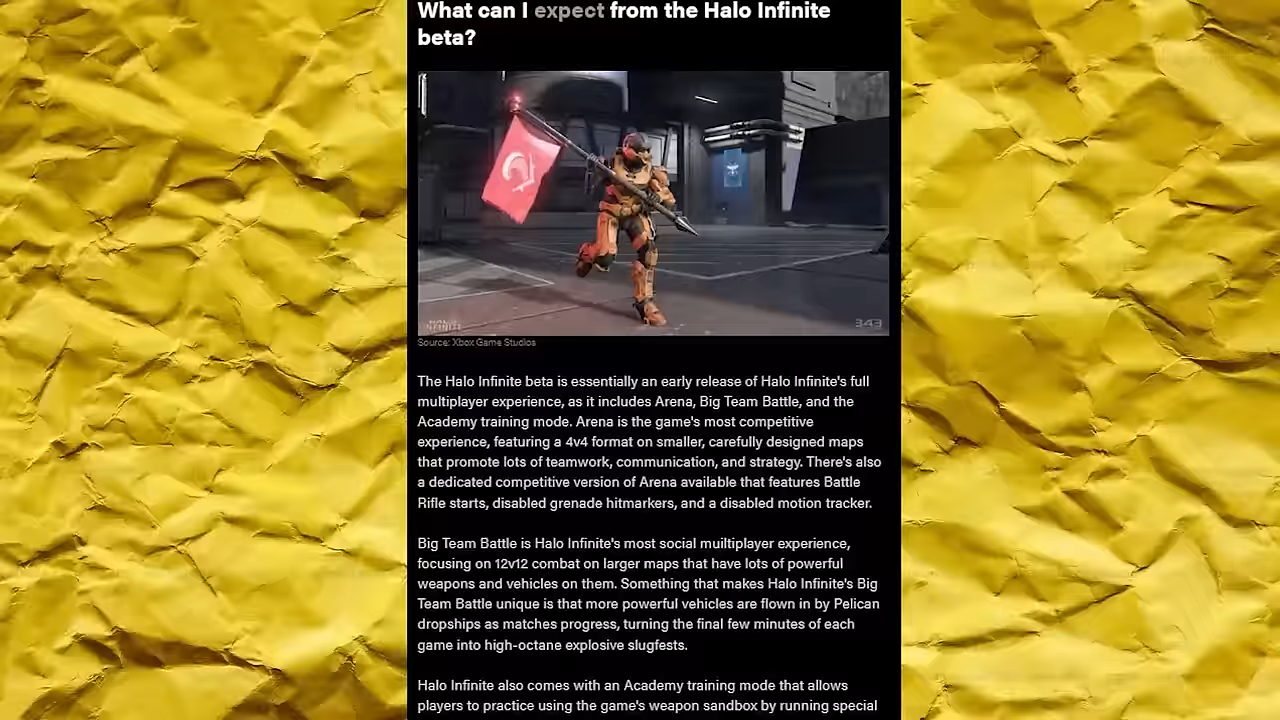 What can I expect from the Halo Infinite
beta?
HALO
INFINITE
343
Source: Xbox Game Studios
The Halo Infinite beta is essentially an early release of Halo Infinite's full
multiplayer experience, as it includes Arena, Big Team Battle, and the
Academy training mode. Arena is the game's most competitive
experience, featuring a 4v4 format on smaller, carefully designed maps
that promote lots of teamwork, communication, and strategy. There's also
a dedicated competitive version of Arena available that features Battle
Rifle starts, disabled grenade hitmarkers, and a disabled motion tracker.
Big Team Battle is Halo Infinite's most social muiltiplayer experience,
focusing on 12v12 combat on larger maps that have lots of powerful
weapons and vehicles on them. Something that makes Halo Infinite's Big
Team Battle unique is that more powerful vehicles are flown in by Pelican
dropships as matches progress, turning the final few minutes of each
game into high-octane explosive slugfests.
Halo Infinite also comes with an Academy training mode that allows
players to practice using the game's weapon sandbox by running special